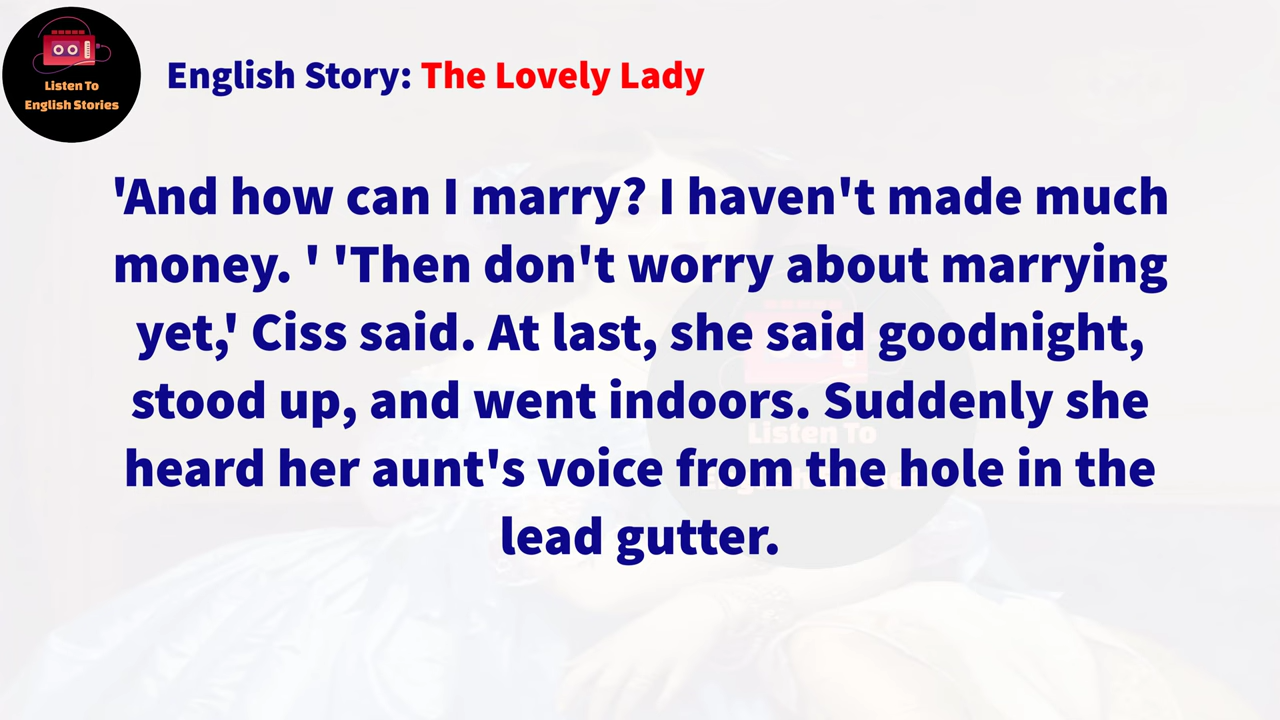 Listen To
English Stories
English Story: The Lovely Lady
'And how can I marry? I haven't made much
money. ' 'Then don't worry about marrying
yet,' Ciss said. At last, she said goodnight,
stood up, and went indoors. Suddenly she
heard her aunt's voice from the hole in the
lead gutter.
Listen To